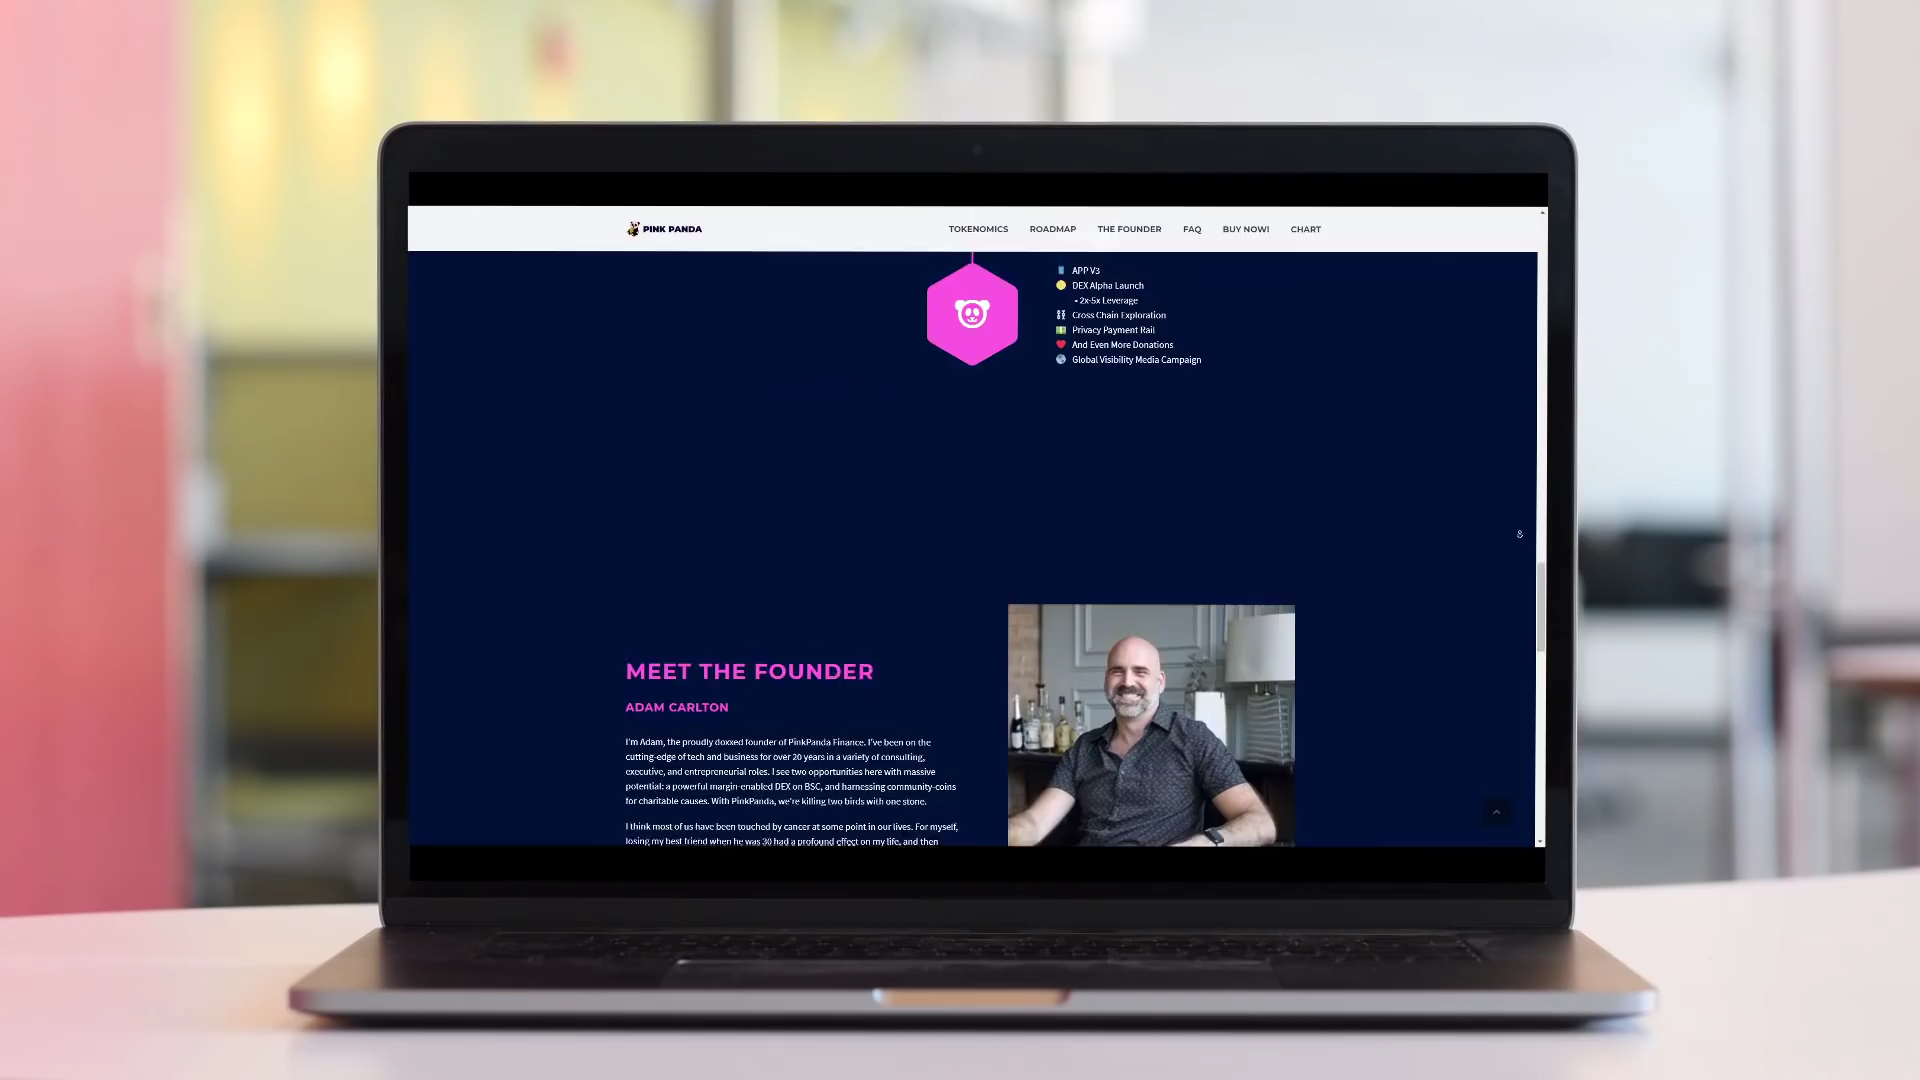 PINK PANDA
TOKENOMICS
ROADMAP
THE FOUNDER
FAQ
BUY NOW!
CHART
APP V3
DEX Alpha Launch
• 2x-5x Leverage
Cross Chain Exploration
Privacy Payment Rail
And Even More Donations
Global Visibility Media Campaign
MEET THE FOUNDER
ADAM CARLTON
I'm Adam, the proudly doxxed founder of PinkPanda Finance. I've been on the
cutting-edge of tech and business for over 20 years in a variety of consulting,
executive, and entrepreneurial roles. I see two opportunities here with massive
potential: a powerful margin-enabled DEX on BSC, and harnessing community-coins
for charitable causes. With PinkPanda, we're killing two birds with one stone.
I think most of us have been touched by cancer at some point in our lives. For myself,
losing my best friend when he was 30 had a profound effect on my life, and then